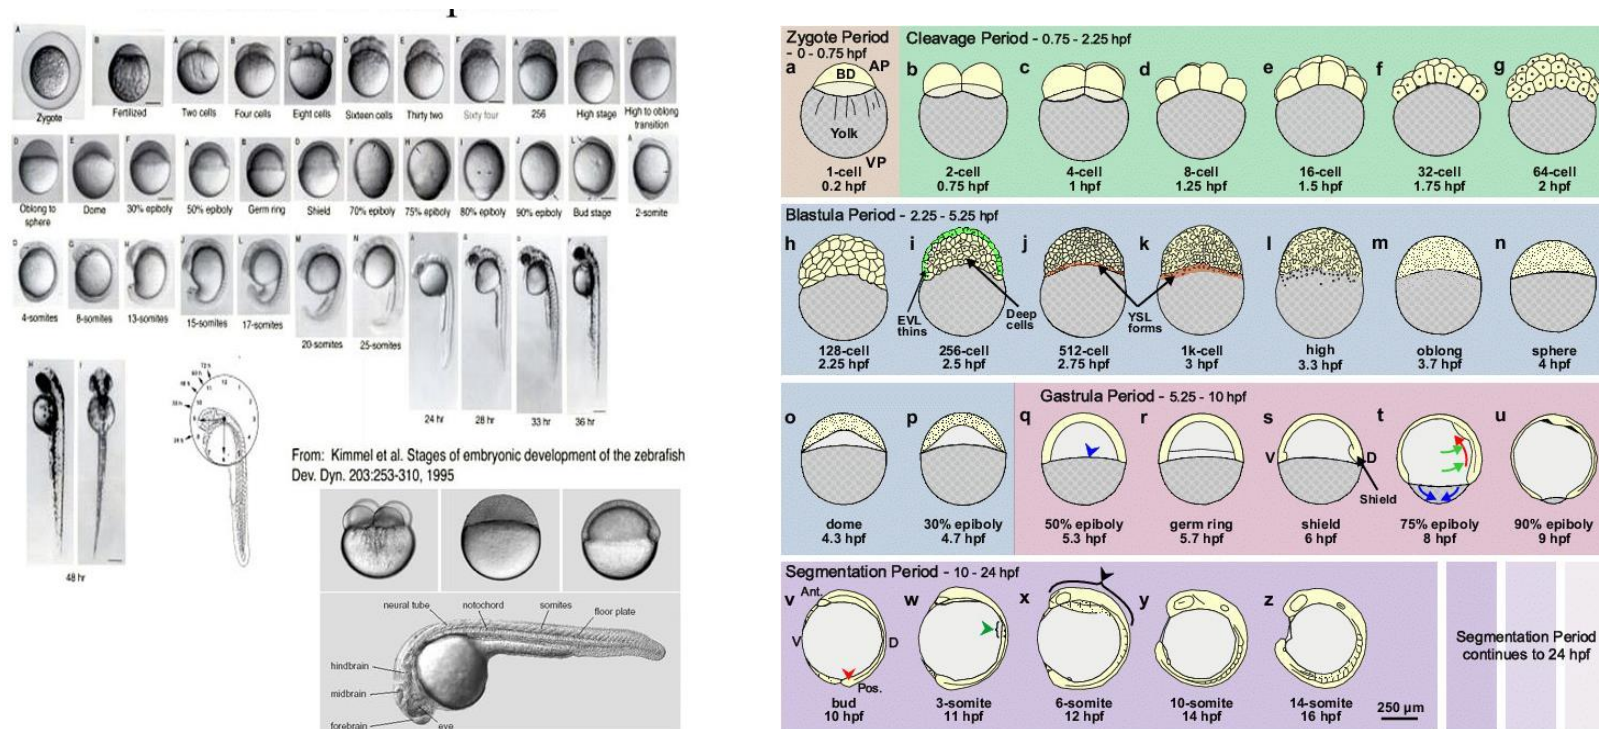 Zygote
Fertilized
Two cells
Four cells
Eight cells
Sixteen cells
Thirty two
Sixty four
256
High stage
High to oblong
transition
Oblong to
sphere
Dome
30% epiboly
50% epiboly
Germ ring
Shield
70% epiboly
75% epiboly
80% epiboly
90% epiboly
Bud stage
2-somite
4-somites
8-somites
13-somites
15-somites
17-somites
20-somites
25-somites
24 hr
28 hr
33 hr
36 hr
48 hr
From: Kimmel et al. Stages of embryonic development of the zebrafish
Dev. Dyn. 203:253-310, 1995
neural tube
notochord
somites
floor plate
hindbrain
midbrain
forebrain
eye
Zygote Period
- 0 - 0.75 hpf
Cleavage Period - 0.75 - 2.25 hpf
a b c d e f g
BD AP
Yolk
VP
1-cell 2-cell 4-cell 8-cell 16-cell 32-cell 64-cell
0.2 hpf 0.75 hpf 1 hpf 1.25 hpf 1.5 hpf 1.75 hpf 2 hpf
Blastula Period - 2.25 - 5.25 hpf
h i j k l m n
EVL
thins
Deep
cells
YSL
forms
128-cell 256-cell 512-cell 1k-cell high oblong sphere
2.25 hpf 2.5 hpf 2.75 hpf 3 hpf 3.3 hpf 3.7 hpf 4 hpf
Gastrula Period - 5.25 - 10 hpf
o p q r s t u
V D
Shield
dome 30% epiboly 50% epiboly germ ring shield 75% epiboly 90% epiboly
4.3 hpf 4.7 hpf 5.3 hpf 5.7 hpf 6 hpf 8 hpf 9 hpf
Segmentation Period - 10 - 24 hpf
v w x y z
Ant.
V D
Pos.
bud 3-somite 6-somite 10-somite 14-somite
10 hpf 11 hpf 12 hpf 14 hpf 16 hpf
250 µm
Segmentation Period
continues to 24 hpf